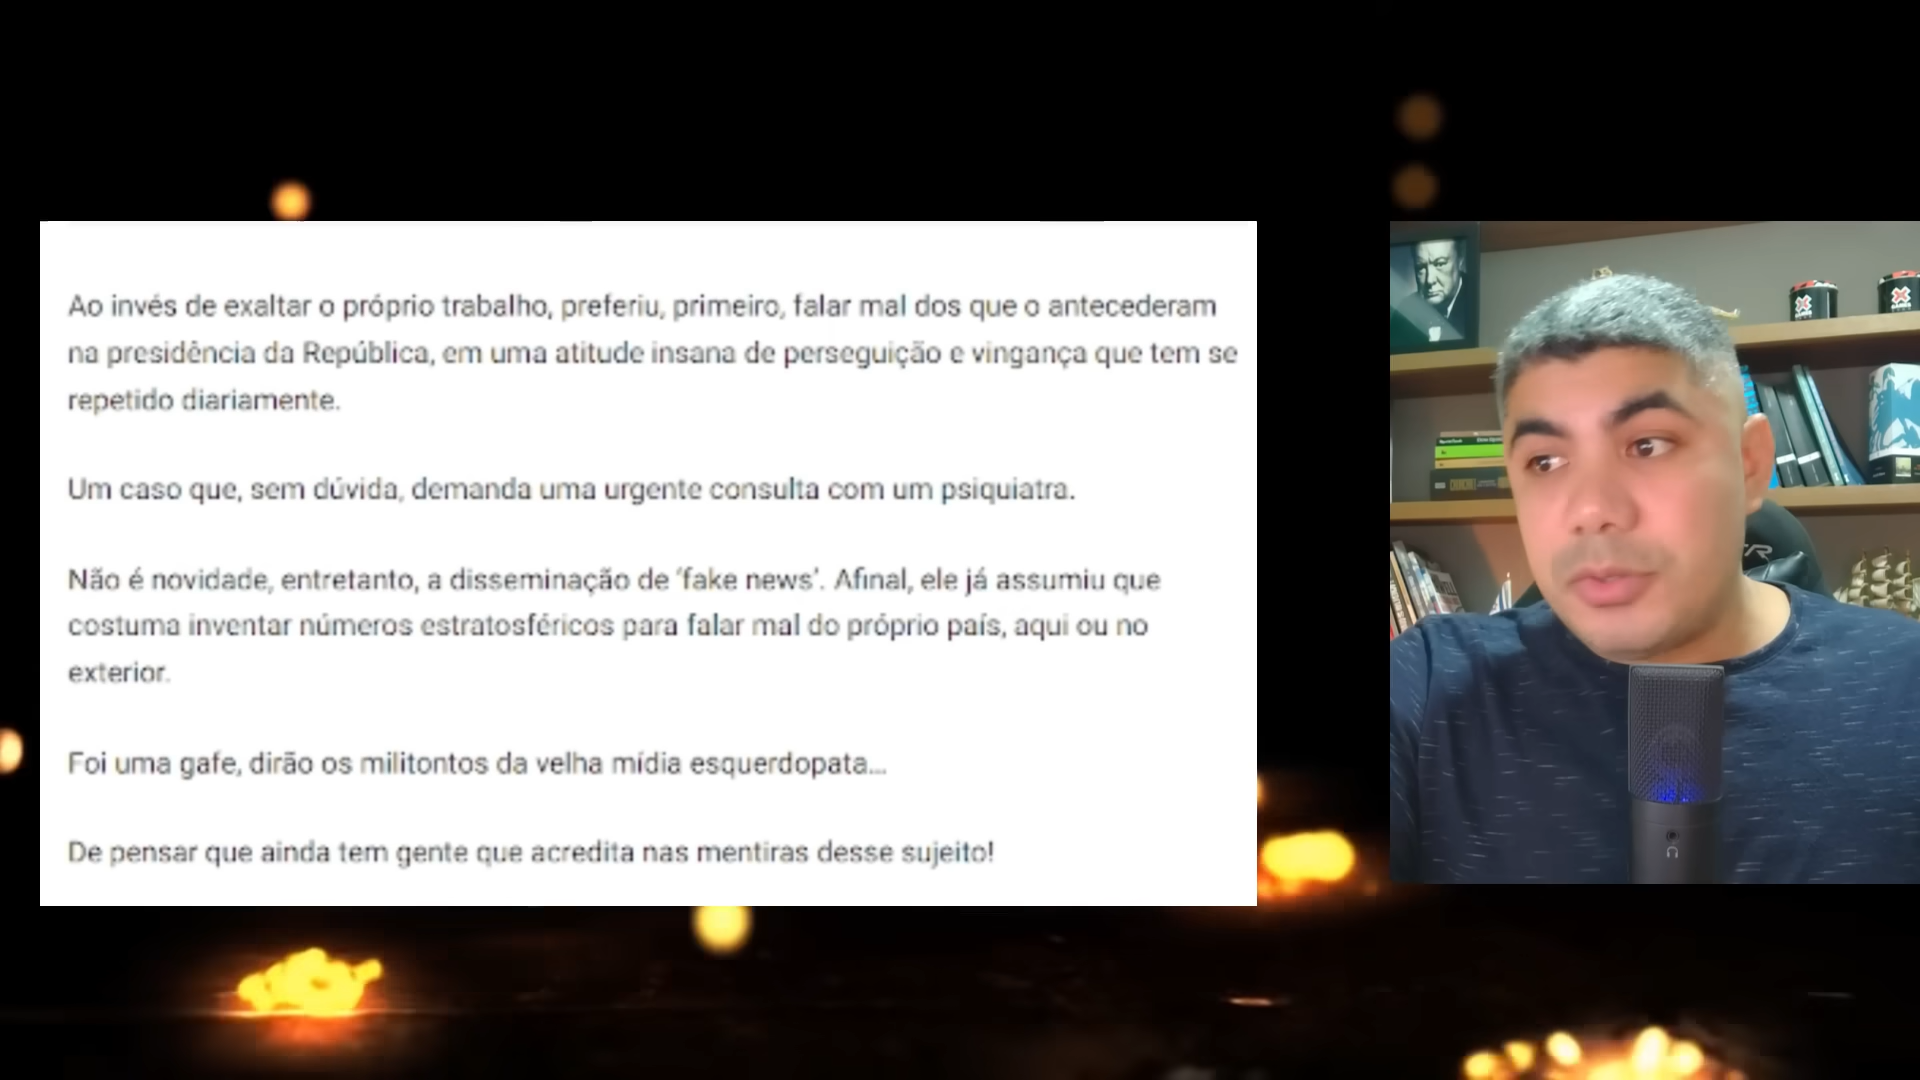 Ao invés de exaltar o próprio trabalho, preferiu, primeiro, falar mal dos que o antecederam
na presidência da República, em uma atitude insana de perseguição e vingança que tem se
repetido diariamente.
Um caso que, sem dúvida, demanda uma urgente consulta com um psiquiatra.
Não é novidade, entretanto, a disseminação de ‘fake news’. Afinal, ele já assumiu que
costuma inventar números estratosféricos para falar mal do próprio país, aqui ou no
exterior.
Foi uma gafe, dirão os militontos da velha mídia esquerdopata...
De pensar que ainda tem gente que acredita nas mentiras desse sujeito!